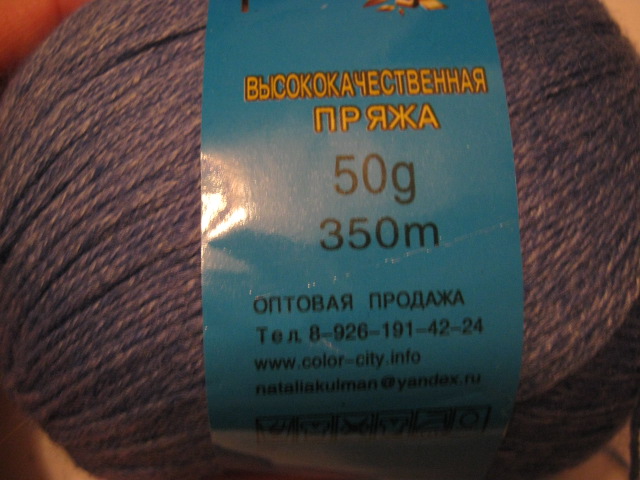 ВЫСОКОКАЧЕСТВЕННАЯ
ПРЯЖА
50g
350m
ОПТОВАЯ ПРОДАЖА
Тел. 8-926-191-42-24
www.color-city.info
nataliakulman@yandex.ru